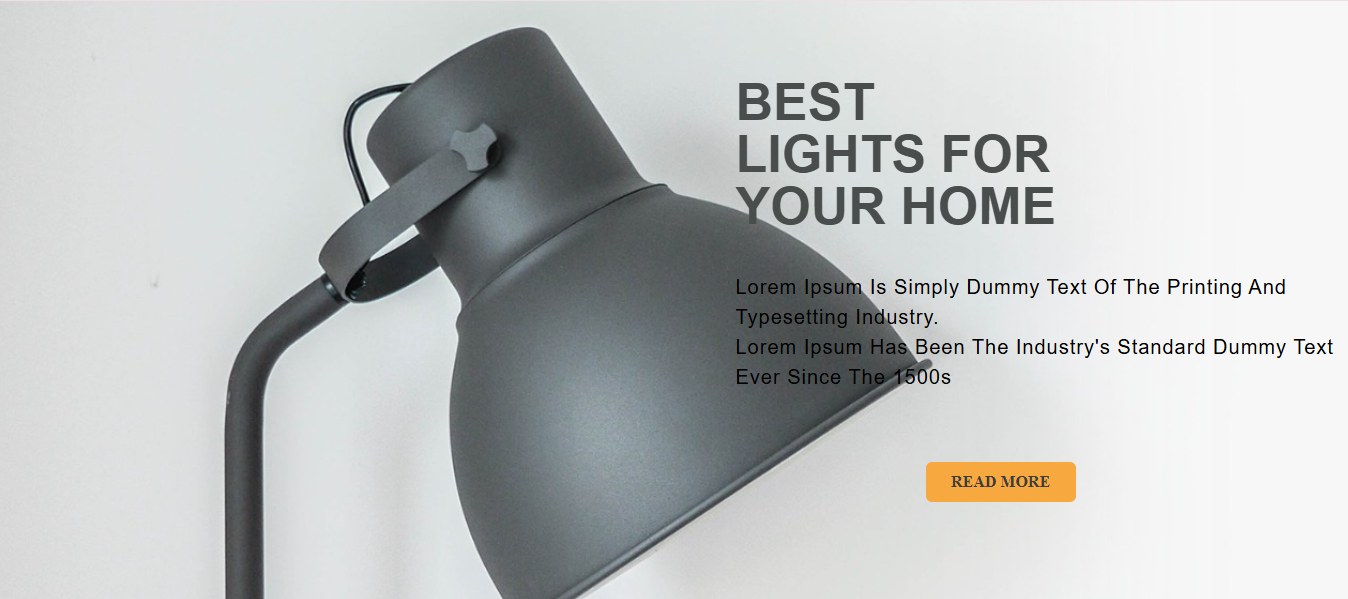 BEST
LIGHTS FOR
YOUR HOME
Lorem Ipsum Is Simply Dummy Text Of The Printing And
Typesetting Industry.
Lorem Ipsum Has Been The Industry's Standard Dummy Text
Ever Since The 1500s
READ MORE